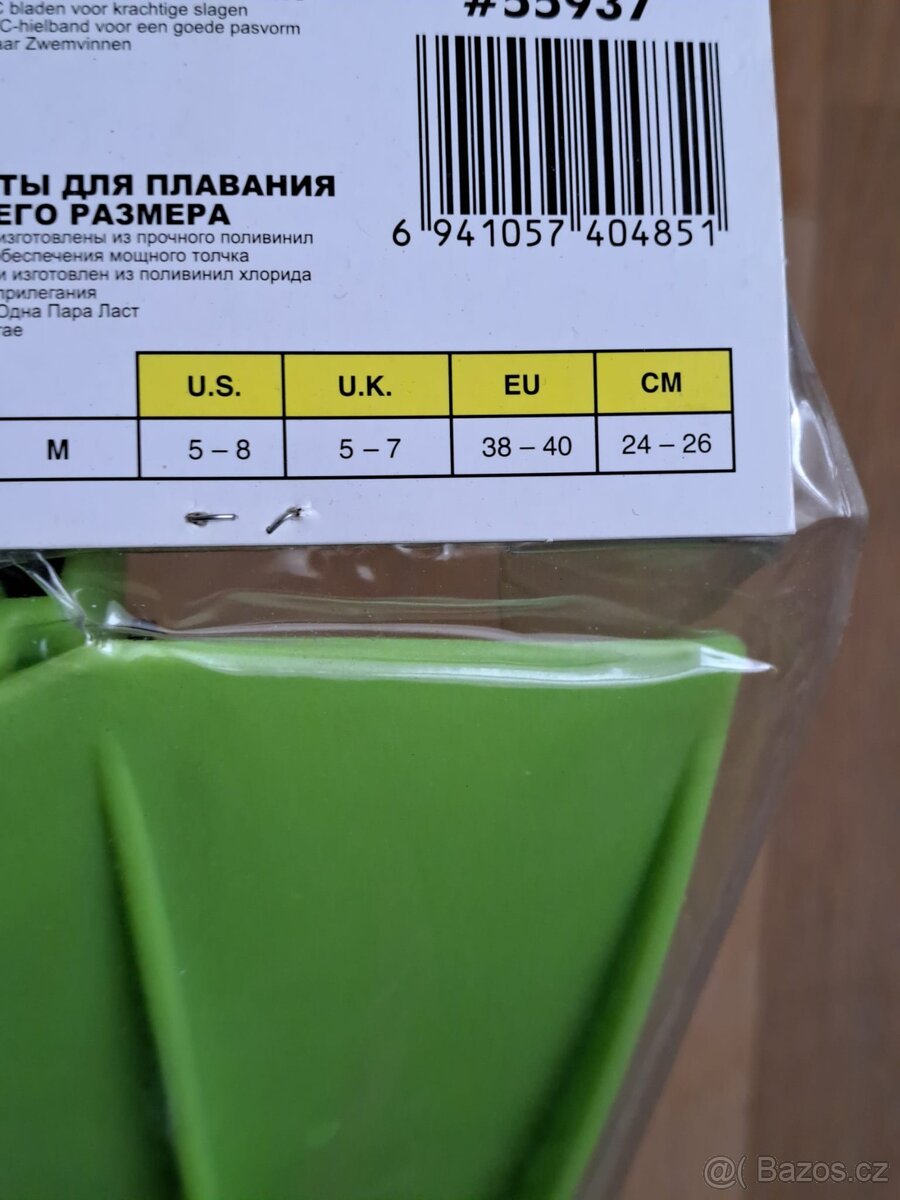 C bladen voor krachtige slagen
C-hielband voor een goede pasvorm
aar Zwemvinnen
#55937
6 941057 404851
ТЫ ДЛЯ ПЛАВАНИЯ
ЕГО РАЗМЕРА
изготовлены из прочного поливинил
обеспечения мощного толчка
и изготовлен из поливинил хлорида
прилегания
Одна Пара Ласт
тае
U.S. U.K. EU CM
M 5 – 8 5 – 7 38 – 40 24 – 26
@( Bazos.cz